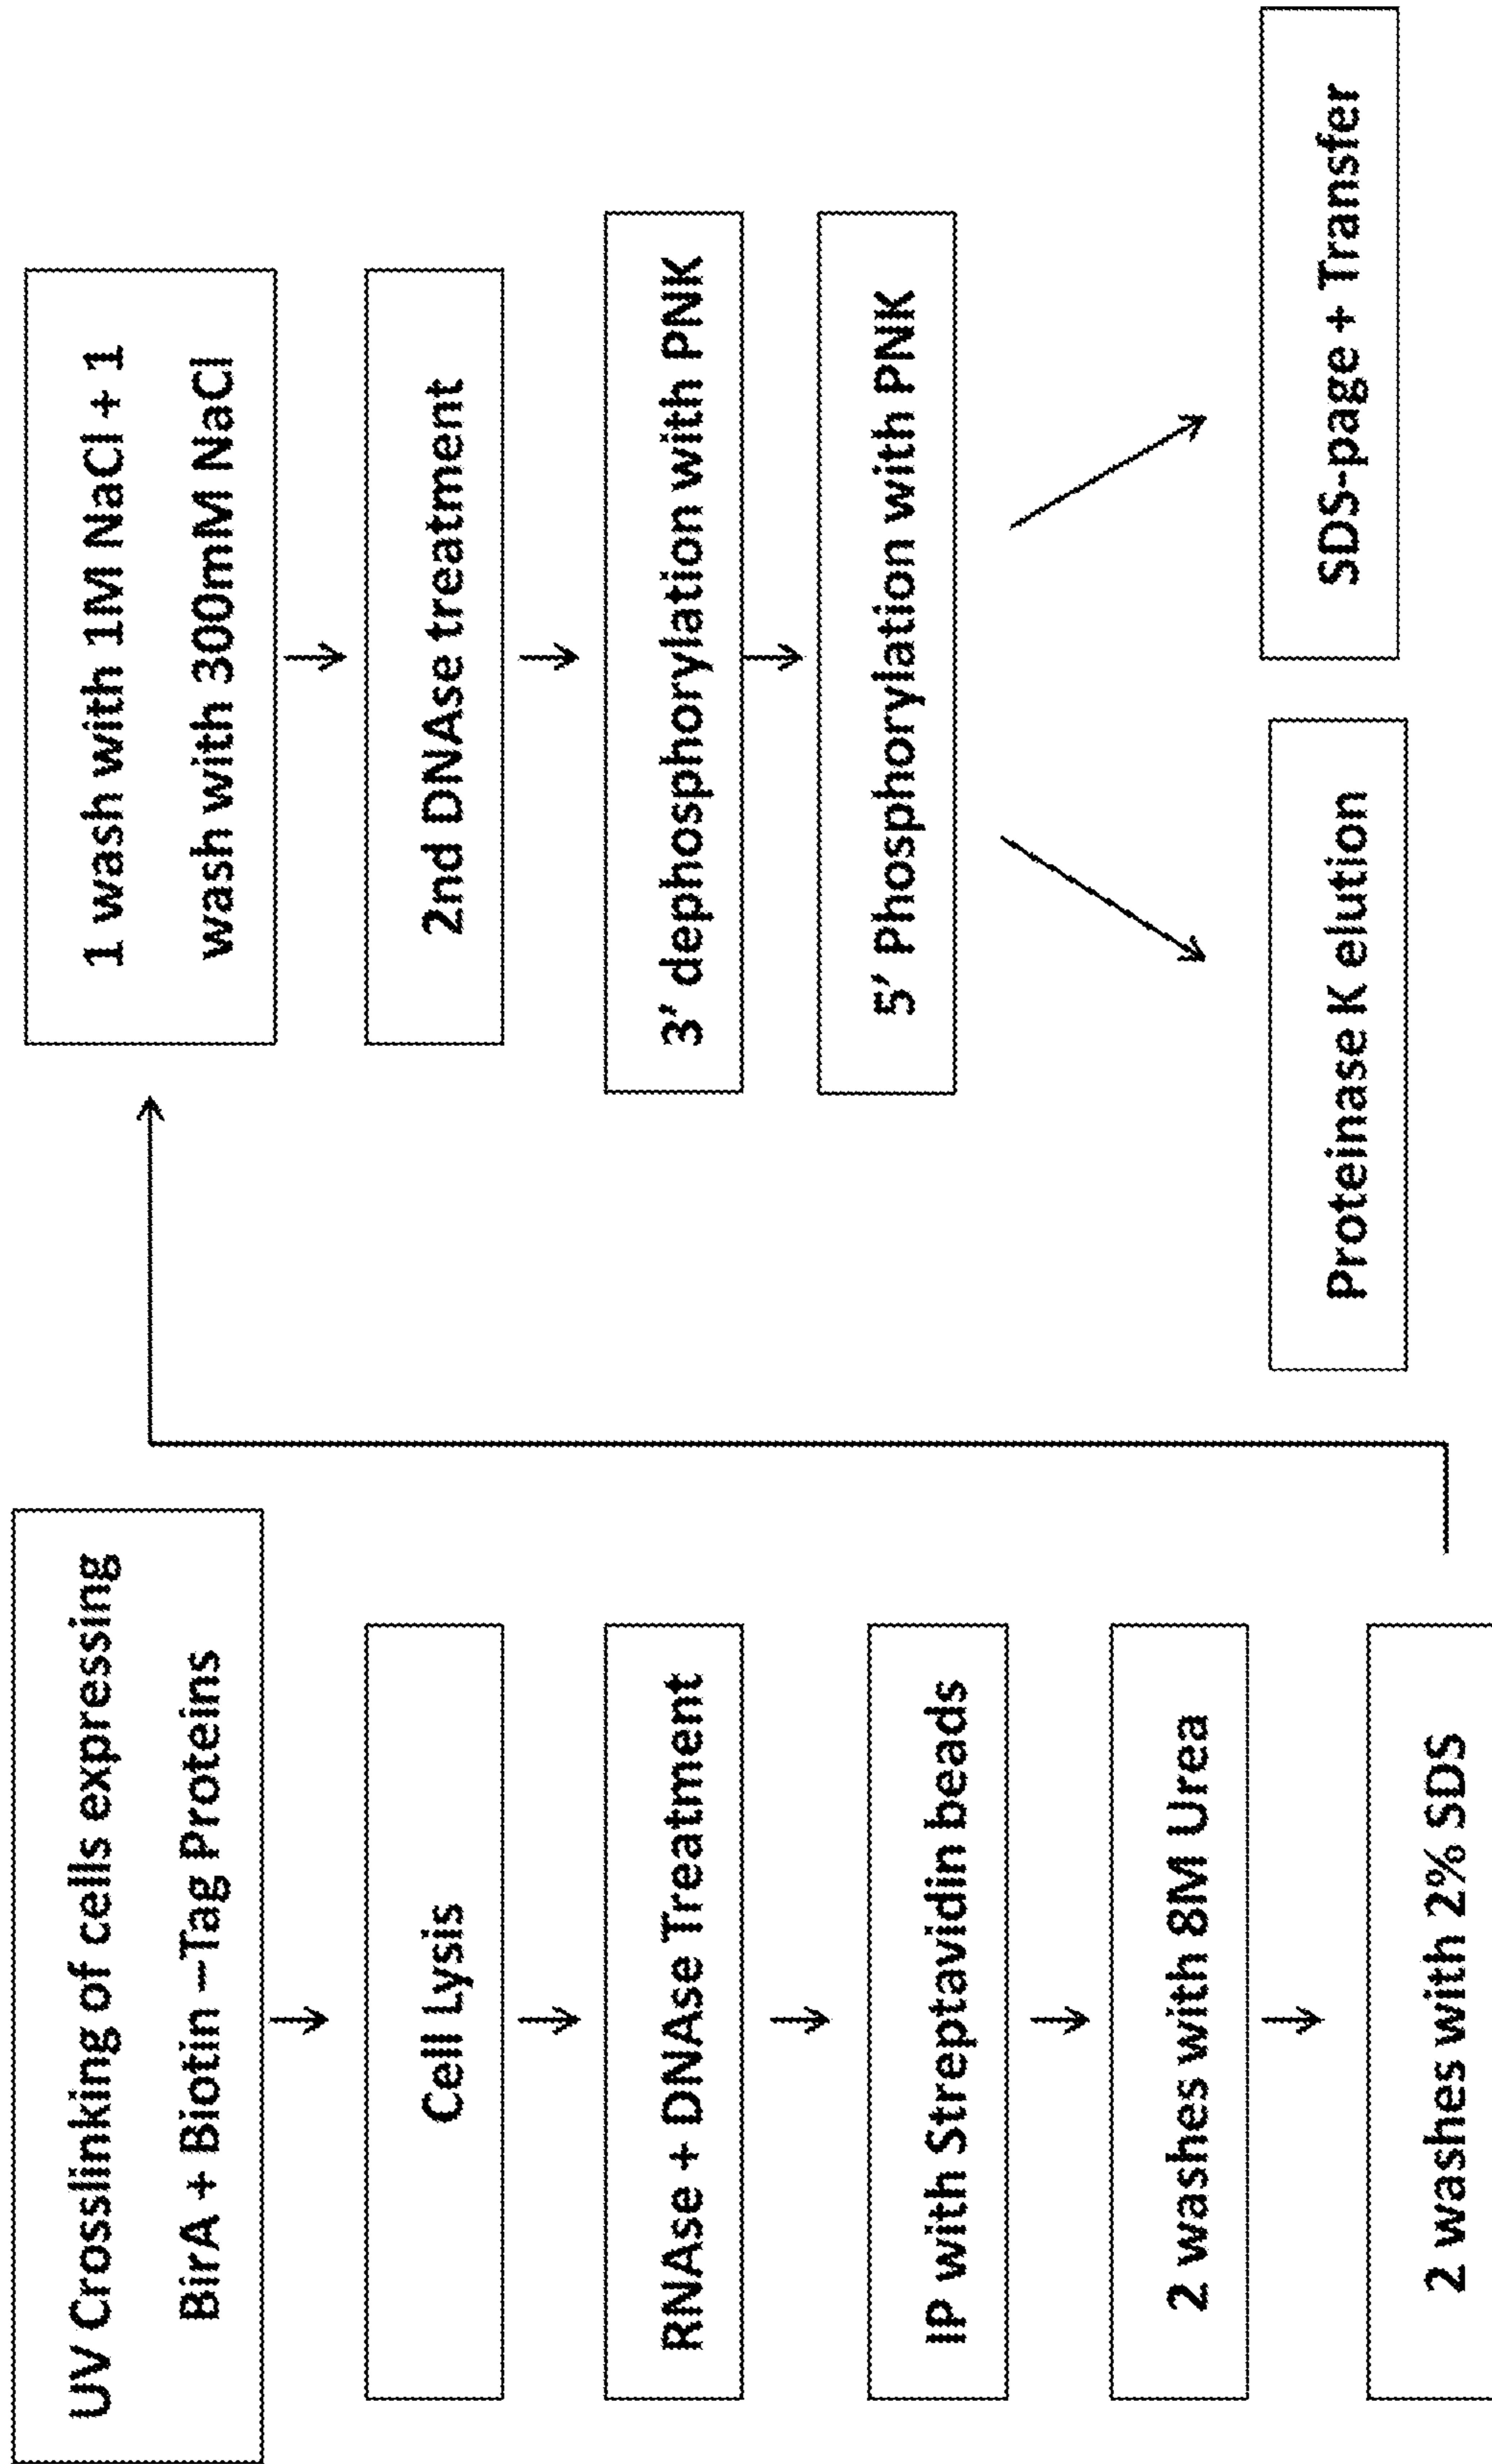 UV Crosslinking of cells expressing
BirA + Biotin –Tag Proteins
Cell Lysis
RNAse + DNAse Treatment
IP with Streptavidin beads
2 washes with 8M Urea
2 washes with 2% SDS
1 wash with 1M NaCl + 1
wash with 300mM NaCl
2nd DNAse treatment
3’ dephosphorylation with PNK
5’ Phosphorylation with PNK
Proteinase K elution
SDS-page + Transfer